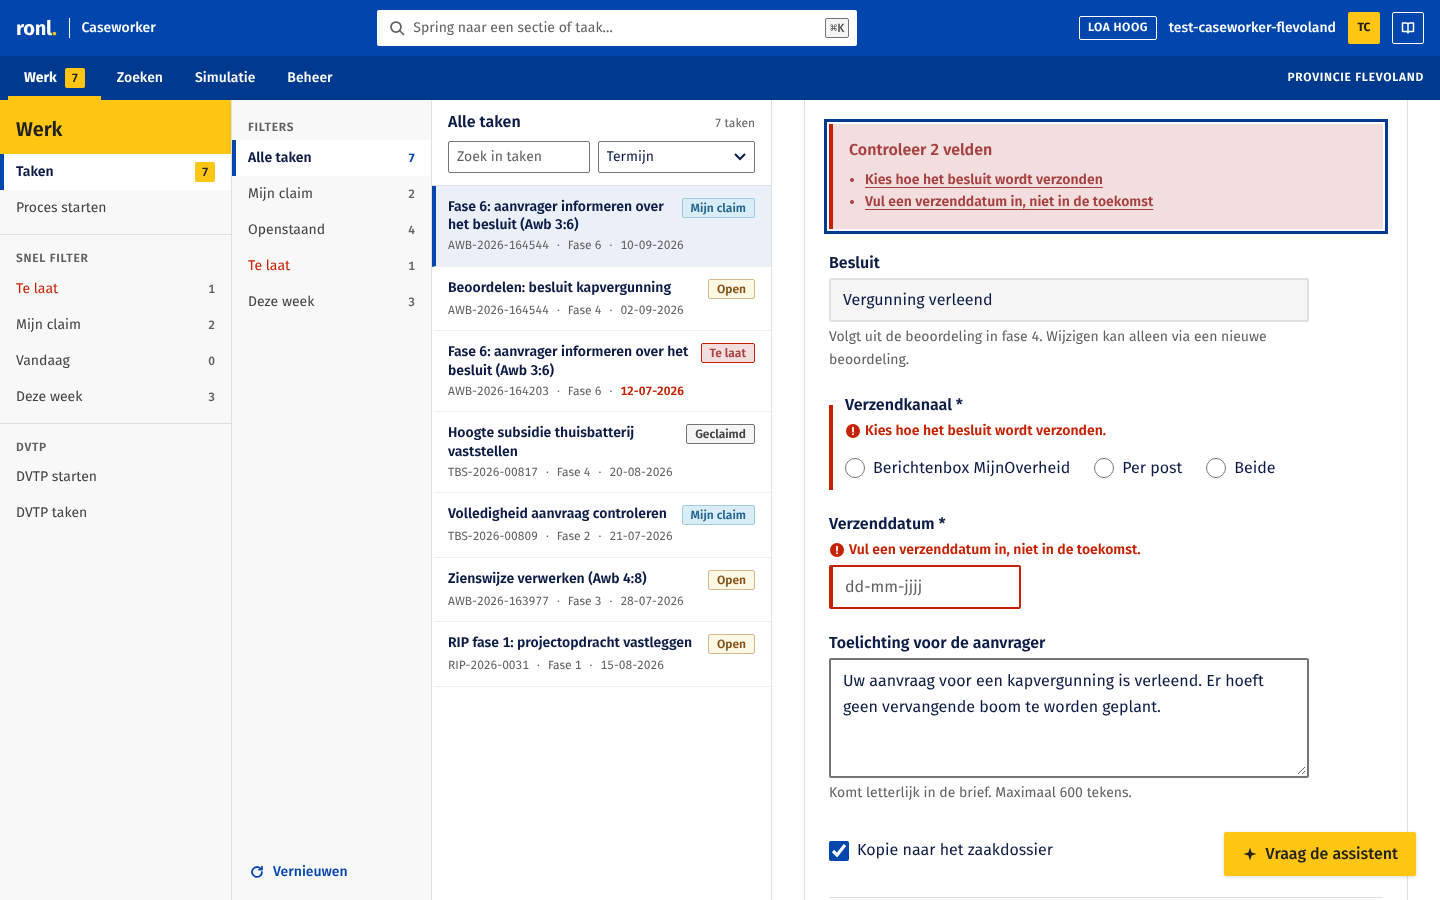 ronl.
Caseworker
Spring naar een sectie of taak...
⌘K
LOA HOOG
test-caseworker-flevoland
TC
Werk 7
Zoeken
Simulatie
Beheer
PROVINCIE FLEVOLAND
Werk
Taken 7
Proces starten
SNEL FILTER
Te laat 1
Mijn claim 2
Vandaag 0
Deze week 3
DVTP
DVTP starten
DVTP taken
FILTERS
Alle taken 7
Mijn claim 2
Openstaand 4
Te laat 1
Deze week 3
Vernieuwen
Alle taken 7 taken
Zoek in taken
Termijn
Fase 6: aanvrager informeren over
het besluit (Awb 3:6)
Mijn claim
AWB-2026-164544 · Fase 6 · 10-09-2026
Beoordelen: besluit kapvergunning
Open
AWB-2026-164544 · Fase 4 · 02-09-2026
Fase 6: aanvrager informeren over het
besluit (Awb 3:6)
Te laat
AWB-2026-164203 · Fase 6 · 12-07-2026
Hoogte subsidie thuisbatterij
vaststellen
Geclaimd
TBS-2026-00817 · Fase 4 · 20-08-2026
Volledigheid aanvraag controleren
Mijn claim
TBS-2026-00809 · Fase 2 · 21-07-2026
Zienswijze verwerken (Awb 4:8)
Open
AWB-2026-163977 · Fase 3 · 28-07-2026
RIP fase 1: projectopdracht vastleggen
Open
RIP-2026-0031 · Fase 1 · 15-08-2026
Controleer 2 velden
• Kies hoe het besluit wordt verzonden
• Vul een verzenddatum in, niet in de toekomst
Besluit
Vergunning verleend
Volgt uit de beoordeling in fase 4. Wijzigen kan alleen via een nieuwe
beoordeling.
Verzendkanaal *
Kies hoe het besluit wordt verzonden.
Berichtenbox MijnOverheid
Per post
Beide
Verzenddatum *
Vul een verzenddatum in, niet in de toekomst.
dd-mm-jjjj
Toelichting voor de aanvrager
Uw aanvraag voor een kapvergunning is verleend. Er hoeft
geen vervangende boom te worden geplant.
Komt letterlijk in de brief. Maximaal 600 tekens.
Kopie naar het zaakdossier
Vraag de assistent